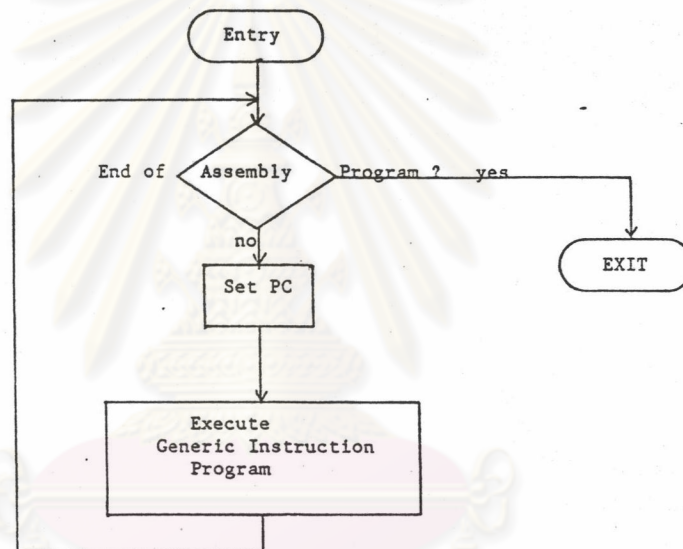 Entry
End of Assembly Program ? yes
no
Set PC
EXIT
Execute
Generic Instruction
Program